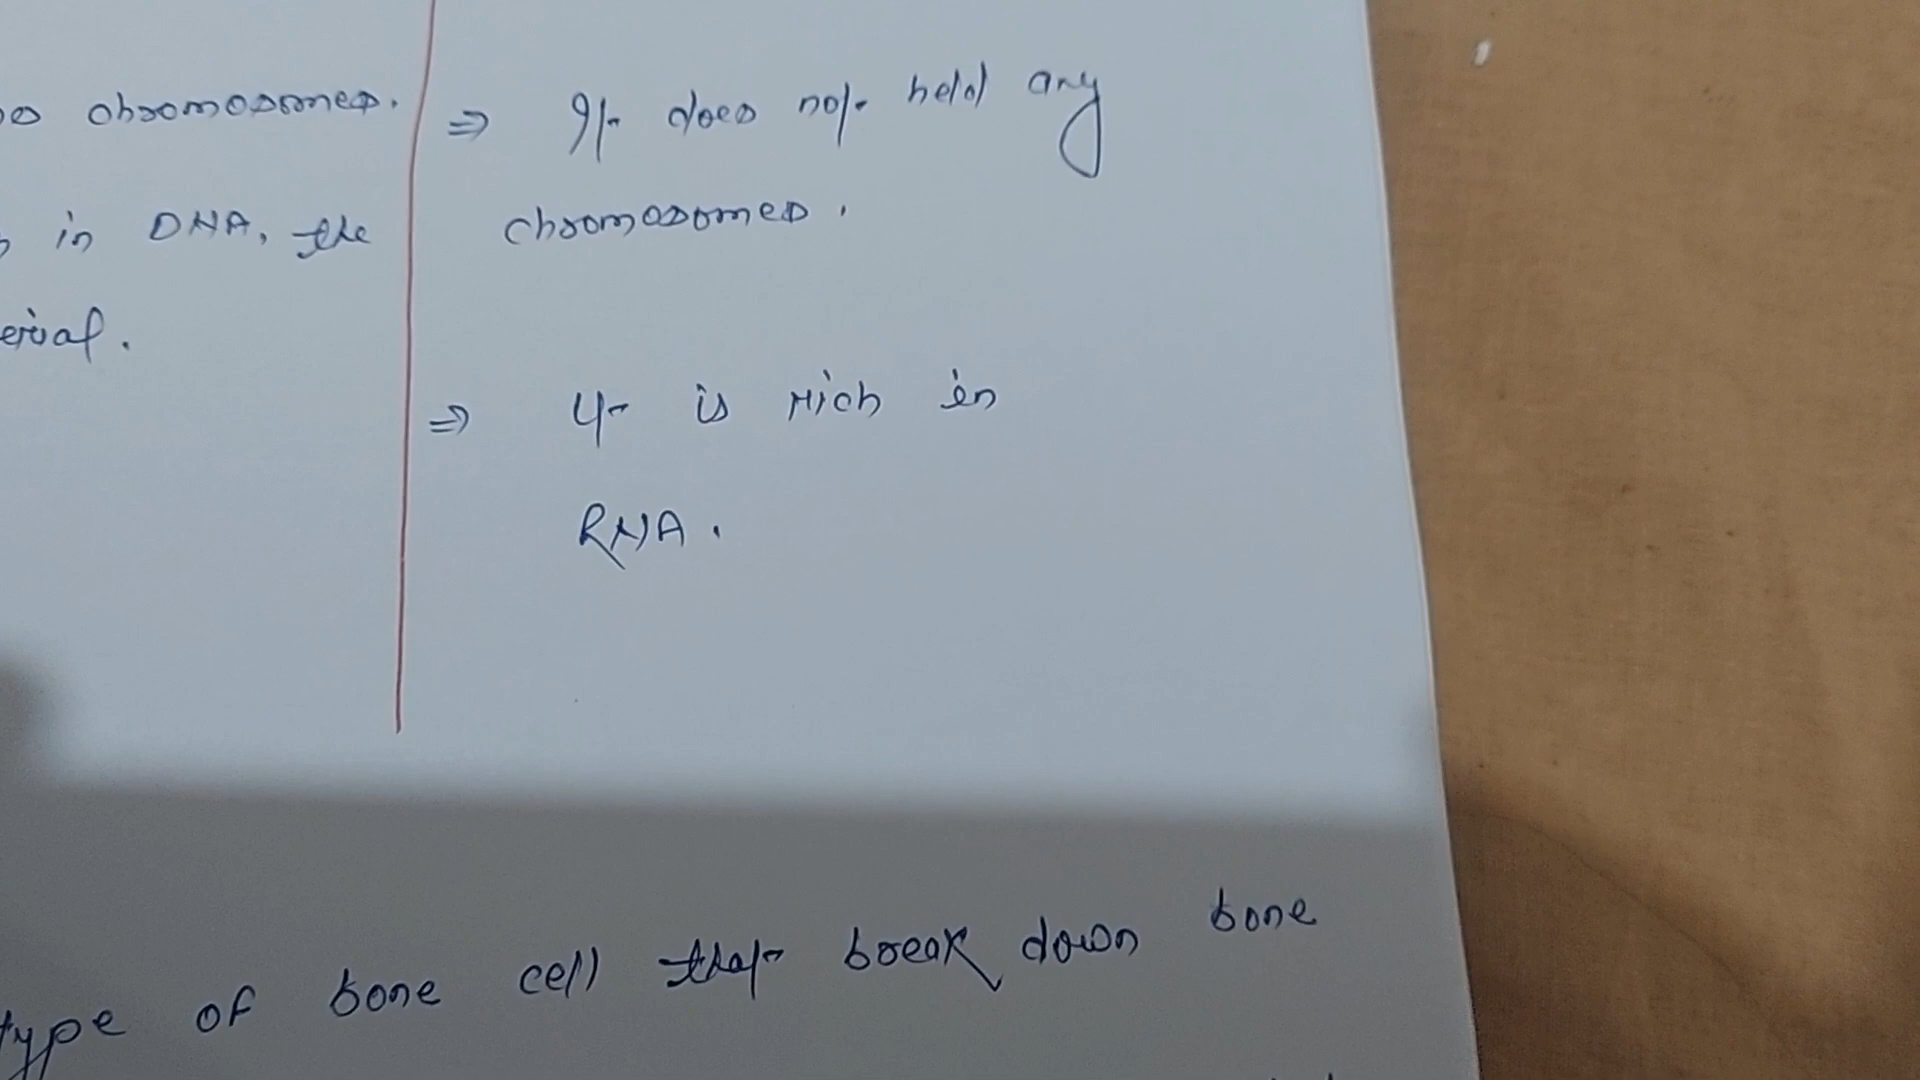 chromosomes.
in DNA, the
erial.
⇒ It does not held any
chromosomes.
⇒ It is rich in
RNA.
type of bone cell that break down bone